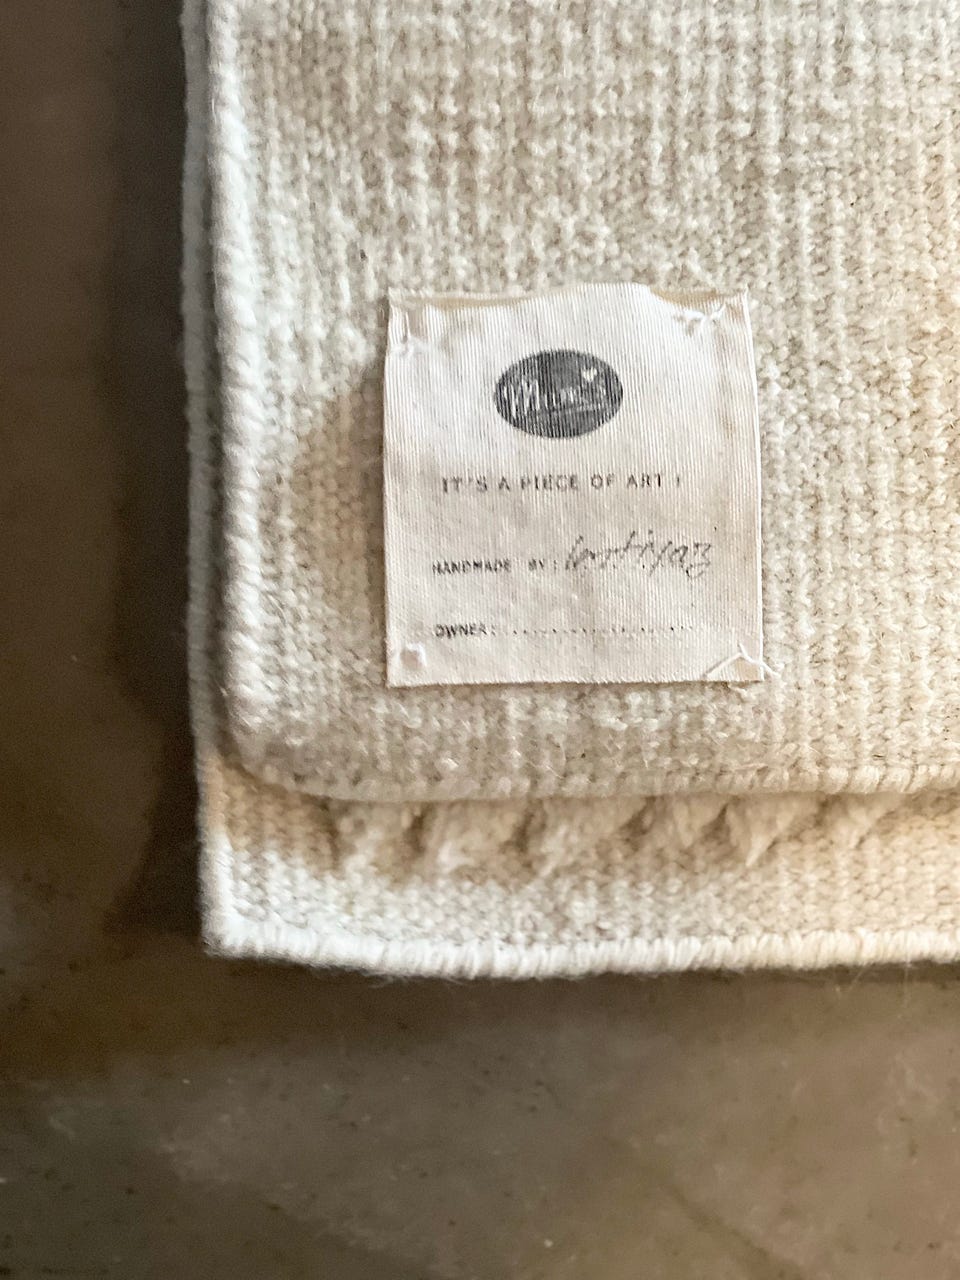 IT'S A PIECE OF ART !
HANDMADE BY:
OWNER:........................